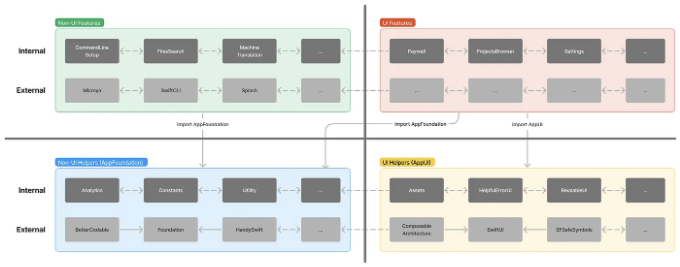 Non-UI Features
UI Features
Internal
CommandLine
Setup
FilesSearch
Machine
Translation
...
Paywall
ProjectsBrowser
Settings
...
External
Microya
SwiftCLI
Splash
...
...
...
...
...
import AppFoundation
import AppFoundation
import AppUI
Non-UI Helpers (AppFoundation)
UI Helpers (AppUI)
Internal
Analytics
Constants
Utility
...
Assets
HelpfulErrorUI
ReusableUI
...
External
BetterCodable
Foundation
HandySwift
...
Composable
Architecture
SwiftUI
SFSafeSymbols
...